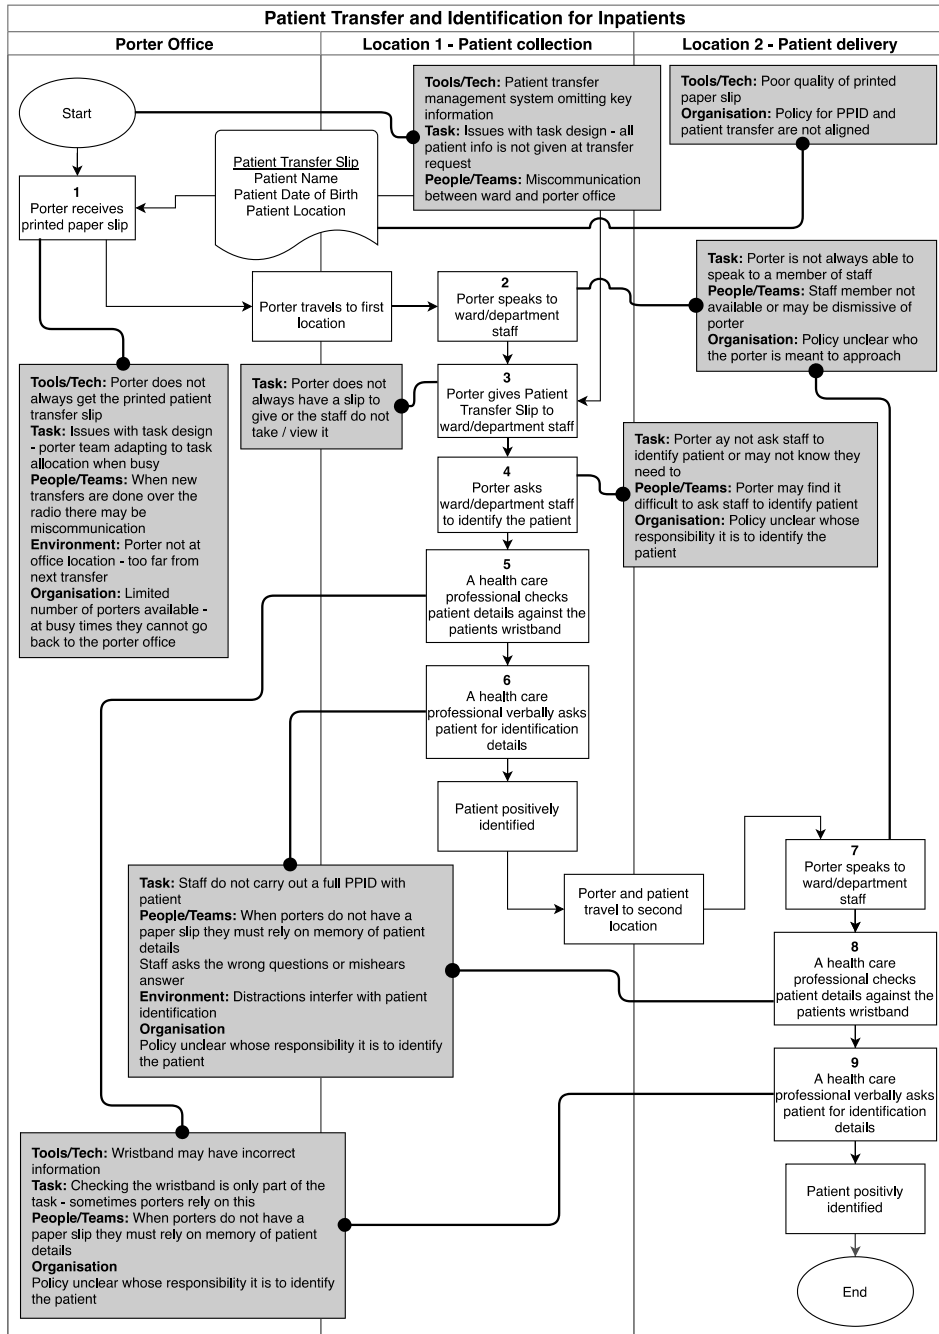 Patient Transfer and Identification for Inpatients
Porter Office
Location 1 - Patient collection
Location 2 - Patient delivery
Start
Tools/Tech: Patient transfer
management system omitting key
information
Task: Issues with task design - all
patient info is not given at transfer
request
People/Teams: Miscommunication
between ward and porter office
Tools/Tech: Poor quality of printed
paper slip
Organisation: Policy for PPID and
patient transfer are not aligned
Patient Transfer Slip
Patient Name
Patient Date of Birth
Patient Location
1
Porter receives
printed paper slip
Porter travels to first
location
2
Porter speaks to
ward/department
staff
Task: Porter is not always able to
speak to a member of staff
People/Teams: Staff member not
available or may be dismissive of
porter
Organisation: Policy unclear who
the porter is meant to approach
Tools/Tech: Porter does not
always get the printed patient
transfer slip
Task: Issues with task design
- porter team adapting to task
allocation when busy
People/Teams: When new
transfers are done over the
radio there may be
miscommunication
Environment: Porter not at
office location - too far from
next transfer
Organisation: Limited
number of porters available -
at busy times they cannot go
back to the porter office
Task: Porter does not
always have a slip to
give or the staff do not
take / view it
3
Porter gives Patient
Transfer Slip to
ward/department staff
4
Porter asks
ward/department staff
to identify the patient
Task: Porter ay not ask staff to
identify patient or may not know they
need to
People/Teams: Porter may find it
difficult to ask staff to identify patient
Organisation: Policy unclear whose
responsibility it is to identify the
patient
5
A health care
professional checks
patient details against the
patients wristband
6
A health care
professional verbally asks
patient for identification
details
Patient positively
identified
Porter and patient
travel to second
location
7
Porter speaks to
ward/department
staff
Task: Staff do not carry out a full PPID with
patient
People/Teams: When porters do not have a
paper slip they must rely on memory of patient
details
Staff asks the wrong questions or mishears
answer
Environment: Distractions interfer with patient
identification
Organisation
Policy unclear whose responsibility it is to identify
the patient
8
A health care
professional checks
patient details against the
patients wristband
9
A health care
professional verbally asks
patient for identification
details
Tools/Tech: Wristband may have incorrect
information
Task: Checking the wristband is only part of the
task - sometimes porters rely on this
People/Teams: When porters do not have a
paper slip they must rely on memory of patient
details
Organisation
Policy unclear whose responsibility it is to identify
the patient
Patient positivly
identified
End